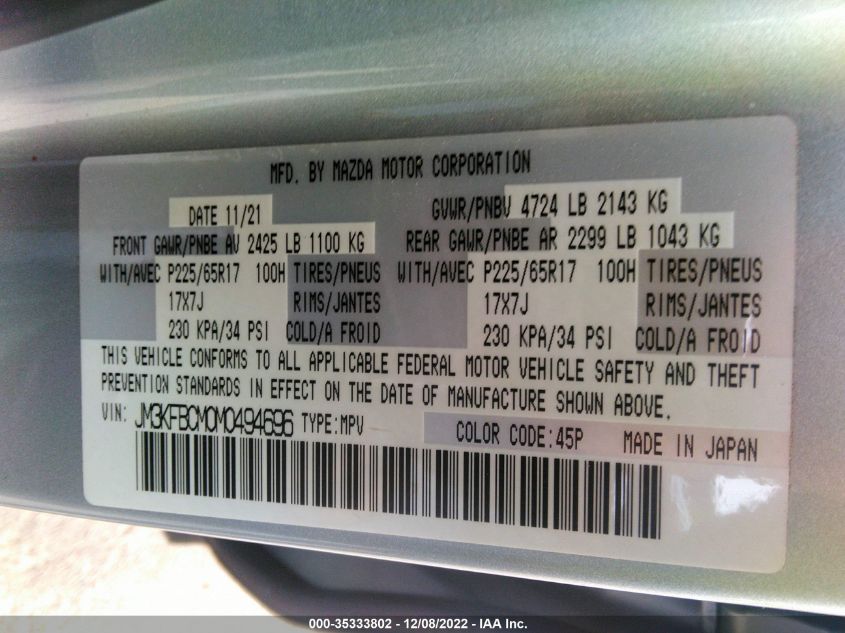 MFD. BY MAZDA MOTOR CORPORATION
DATE 11/21 GVWR/PNBV 4724 LB 2143 KG
FRONT GAWR/PNBE AV 2425 LB 1100 KG REAR GAWR/PNBE AR 2299 LB 1043 KG
WITH/AVEC P225/65R17 100H TIRES/PNEUS WITH/AVEC P225/65R17 100H TIRES/PNEUS
17X7J RIMS/JANTES 17X7J RIMS/JANTES
230 KPA/34 PSI COLD/A FROID 230 KPA/34 PSI COLD/A FROID
THIS VEHICLE CONFORMS TO ALL APPLICABLE FEDERAL MOTOR VEHICLE SAFETY AND THEFT
PREVENTION STANDARDS IN EFFECT ON THE DATE OF MANUFACTURE SHOWN ABOVE.
VIN: JM3KFBCM0M0494696 TYPE:MPV COLOR CODE:45P MADE IN JAPAN
000-35333802 - 12/08/2022 - IAA Inc.